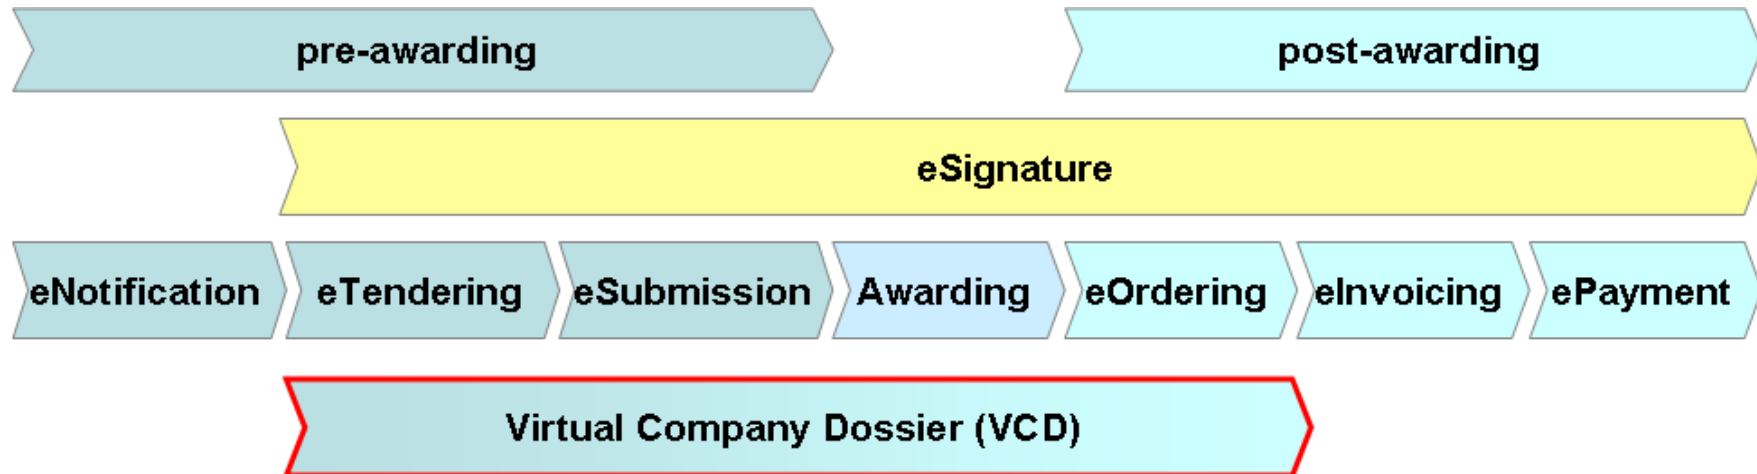 pre-awarding
post-awarding
eSignature
eNotification
eTendering
eSubmission
Awarding
eOrdering
eInvoicing
ePayment
Virtual Company Dossier (VCD)